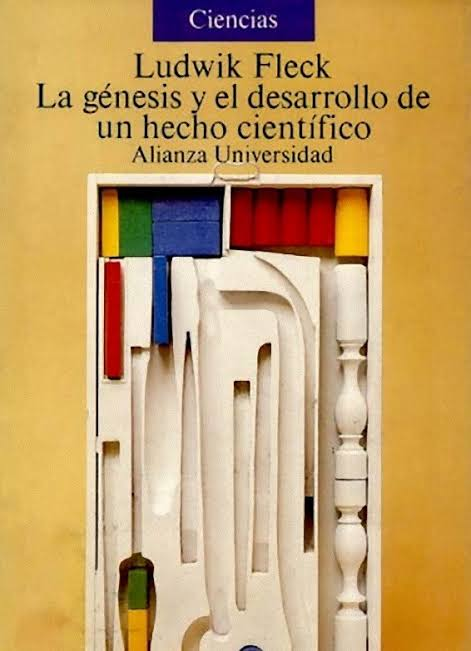 Ciencias
Ludwik Fleck
La génesis y el desarrollo de
un hecho científico
Alianza Universidad